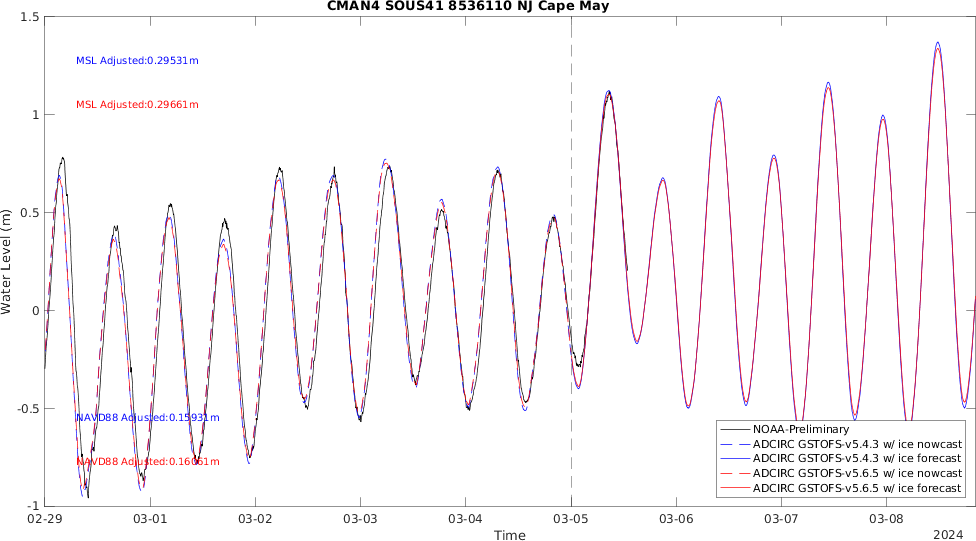 CMAN4 SOUS41 8536110 NJ Cape May
1.5
1
0.5
0
-0.5
-1
Water Level (m)
MSL Adjusted:0.29531m
MSL Adjusted:0.29661m
NAVD88 Adjusted:0.15931m
NAVD88 Adjusted:0.16061m
NOAA-Preliminary
ADCIRC GSTOFS-v5.4.3 w/ ice nowcast
ADCIRC GSTOFS-v5.4.3 w/ ice forecast
ADCIRC GSTOFS-v5.6.5 w/ ice nowcast
ADCIRC GSTOFS-v5.6.5 w/ ice forecast
02-29 03-01 03-02 03-03 03-04 03-05 03-06 03-07 03-08
Time
2024